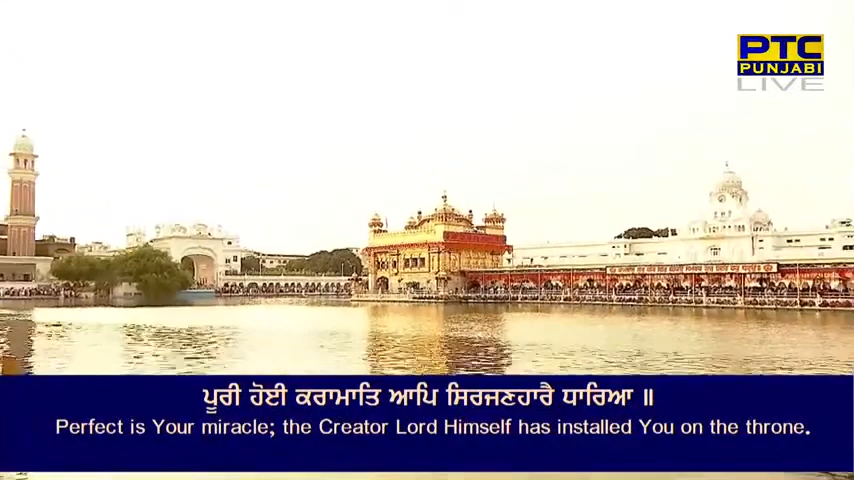 PTC
PUNJABI
LIVE
ਪੂਰੀ ਹੋਈ ਕਰਾਮਾਤਿ ਆਪਿ ਸਿਰਜਣਹਾਰੈ ਧਾਰਿਆ ॥
Perfect is Your miracle; the Creator Lord Himself has installed You on the throne.